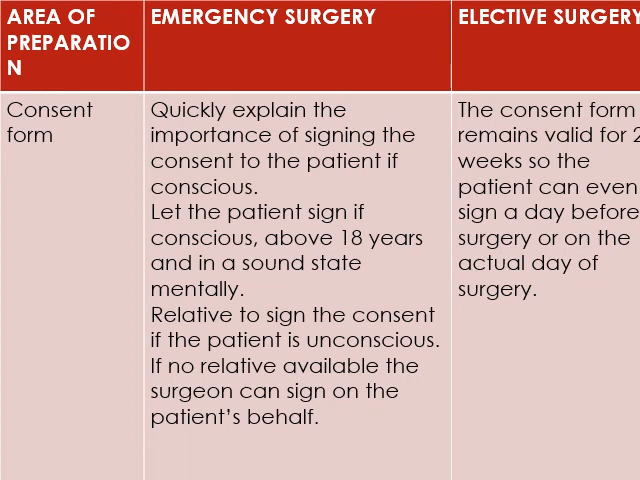 AREA OF
PREPARATIO
N
EMERGENCY SURGERY
ELECTIVE SURGERY
Consent
form
Quickly explain the
importance of signing the
consent to the patient if
conscious.
Let the patient sign if
conscious, above 18 years
and in a sound state
mentally.
Relative to sign the consent
if the patient is unconscious.
If no relative available the
surgeon can sign on the
patient’s behalf.
The consent form
remains valid for 2
weeks so the
patient can even
sign a day before
surgery or on the
actual day of
surgery.